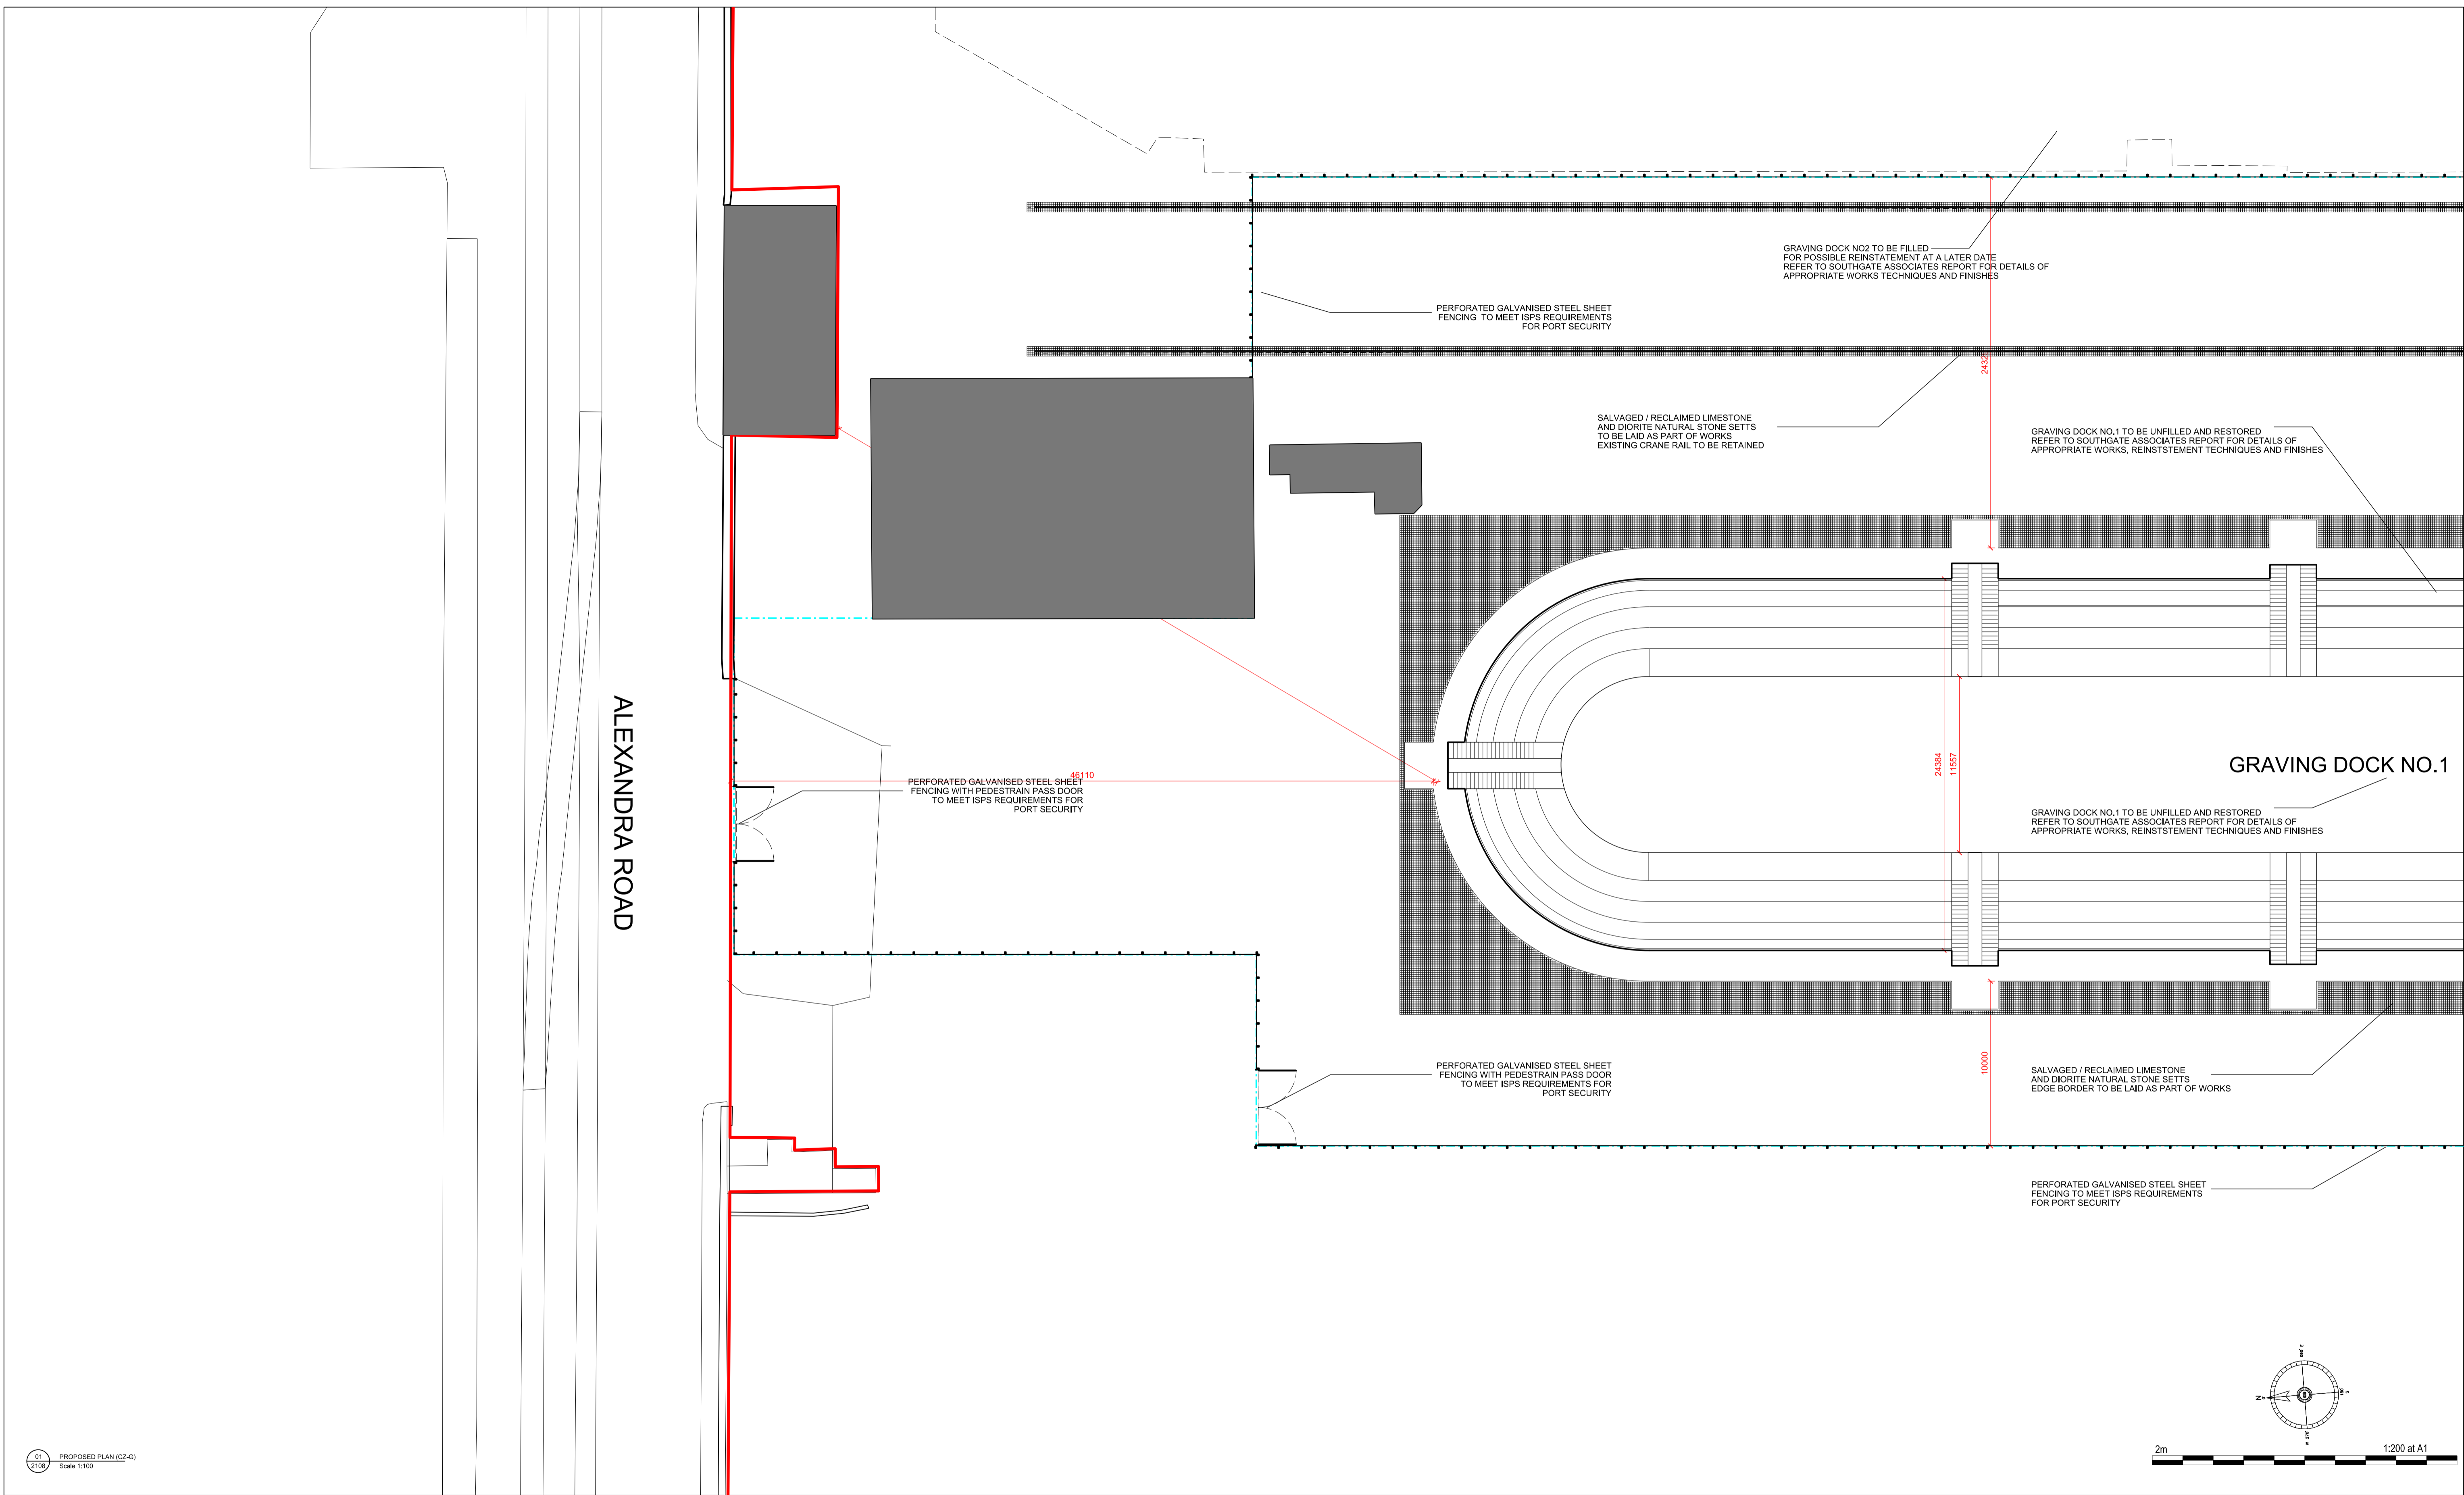 GRAVING DOCK NO2 TO BE FILLED
FOR POSSIBLE REINSTATEMENT AT A LATER DATE
REFER TO SOUTHGATE ASSOCIATES REPORT FOR DETAILS OF
APPROPRIATE WORKS TECHNIQUES AND FINISHES
PERFORATED GALVANISED STEEL SHEET
FENCING TO MEET ISPS REQUIREMENTS
FOR PORT SECURITY
SALVAGED / RECLAIMED LIMESTONE
AND DIORITE NATURAL STONE SETTS
TO BE LAID AS PART OF WORKS
EXISTING CRANE RAIL TO BE RETAINED
GRAVING DOCK NO,1 TO BE UNFILLED AND RESTORED
REFER TO SOUTHGATE ASSOCIATES REPORT FOR DETAILS OF
APPROPRIATE WORKS, REINSTSTEMENT TECHNIQUES AND FINISHES
ALEXANDRA ROAD
46110
PERFORATED GALVANISED STEEL SHEET
FENCING WITH PEDESTRAIN PASS DOOR
TO MEET ISPS REQUIREMENTS FOR
PORT SECURITY
24384
11557
GRAVING DOCK NO.1
GRAVING DOCK NO,1 TO BE UNFILLED AND RESTORED
REFER TO SOUTHGATE ASSOCIATES REPORT FOR DETAILS OF
APPROPRIATE WORKS, REINSTSTEMENT TECHNIQUES AND FINISHES
PERFORATED GALVANISED STEEL SHEET
FENCING WITH PEDESTRAIN PASS DOOR
TO MEET ISPS REQUIREMENTS FOR
PORT SECURITY
10000
SALVAGED / RECLAIMED LIMESTONE
AND DIORITE NATURAL STONE SETTS
EDGE BORDER TO BE LAID AS PART OF WORKS
PERFORATED GALVANISED STEEL SHEET
FENCING TO MEET ISPS REQUIREMENTS
FOR PORT SECURITY
N
2m
1:200 at A1
01
2108
PROPOSED PLAN (CZ-G)
Scale 1:100